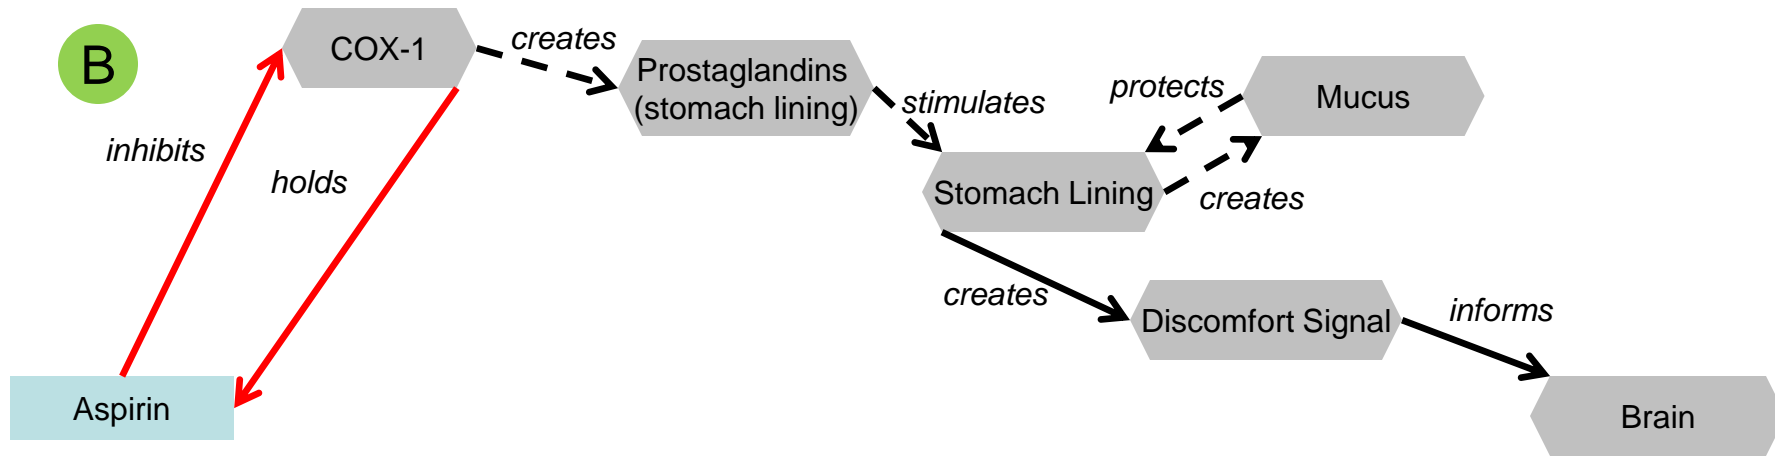 B
COX-1
creates
Prostaglandins
(stomach lining)
stimulates
protects
Mucus
inhibits
holds
Stomach Lining
creates
creates
Discomfort Signal
informs
Aspirin
Brain